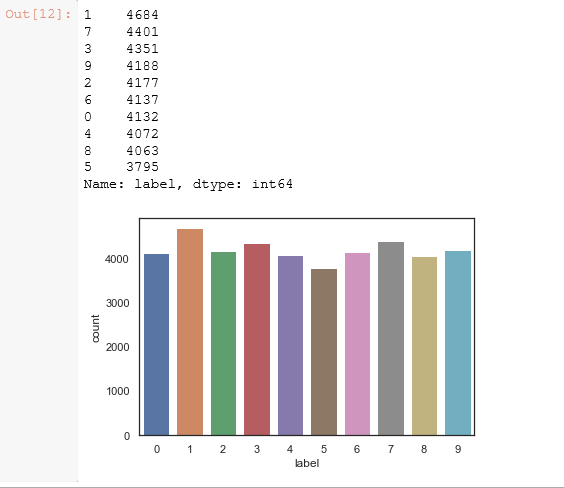 Out[12]: 1 4684
7 4401
3 4351
9 4188
2 4177
6 4137
0 4132
4 4072
8 4063
5 3795
Name: label, dtype: int64
4000
3000
2000
1000
0
count
0 1 2 3 4 5 6 7 8 9
label